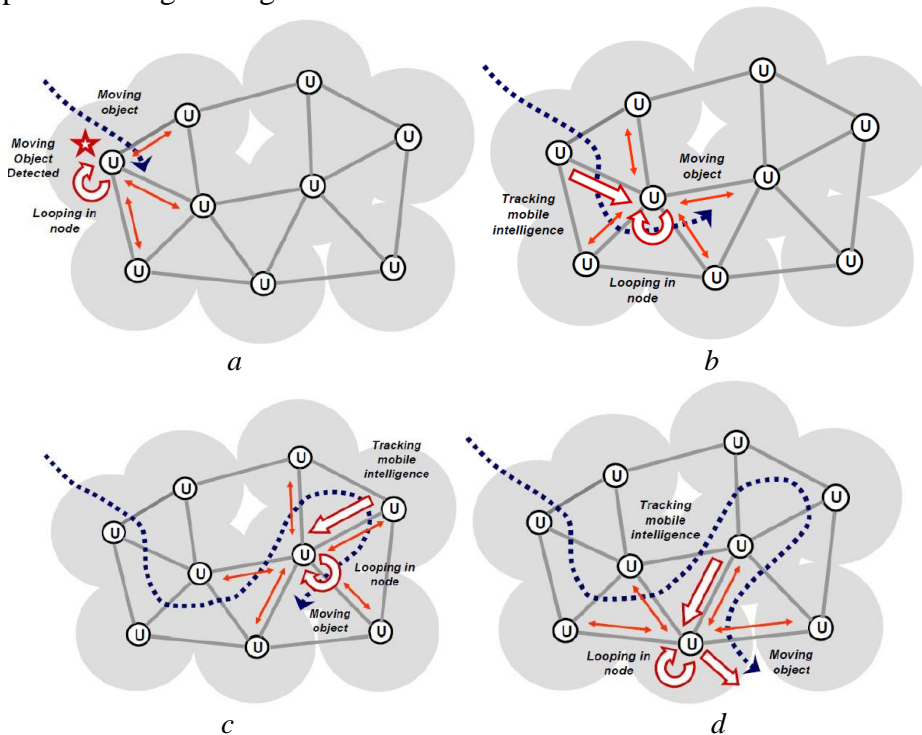 U
Moving
object
U
U
Moving
Object
Detected
U
U
U
Looping in
node
U
U
U
a
U
U
U
U
Moving
object
U
U
Tracking
mobile
intelligence
U
U
U
Looping in
node
b
U
Tracking
mobile
intelligence
U
U
U
U
Looping
in node
U
Moving
object
U
U
U
c
U
U
Tracking
mobile
intelligence
U
U
U
U
U
U
U
Looping in
node
Moving
object
d